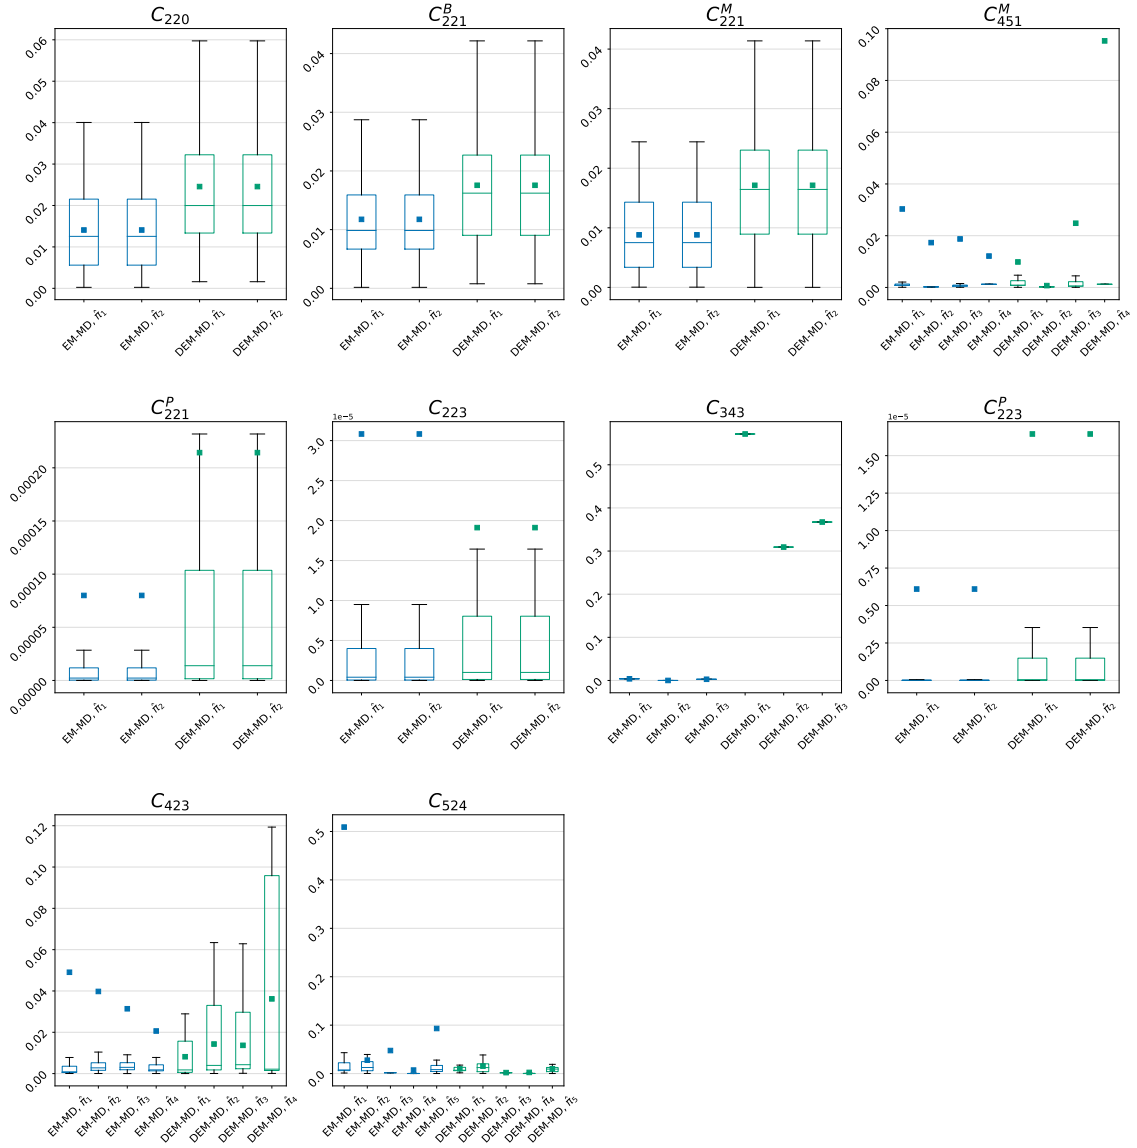 C220
0.06
0.05
0.04
0.03
0.02
0.01
0.00
EM-MD, π̂1
EM-MD, π̂2
DEM-MD, π̂1
DEM-MD, π̂2
C^B_221
0.04
0.03
0.02
0.01
0.00
EM-MD, π̂1
EM-MD, π̂2
DEM-MD, π̂1
DEM-MD, π̂2
C^M_221
0.04
0.03
0.02
0.01
0.00
EM-MD, π̂1
EM-MD, π̂2
DEM-MD, π̂1
DEM-MD, π̂2
C^M_451
0.10
0.08
0.06
0.04
0.02
0.00
EM-MD, π̂1
EM-MD, π̂2
EM-MD, π̂3
EM-MD, π̂4
DEM-MD, π̂1
DEM-MD, π̂2
DEM-MD, π̂3
DEM-MD, π̂4
C^P_221
0.00020
0.00015
0.00010
0.00005
0.00000
EM-MD, π̂1
EM-MD, π̂2
DEM-MD, π̂1
DEM-MD, π̂2
C223
1e−5
3.0
2.5
2.0
1.5
1.0
0.5
0.0
EM-MD, π̂1
EM-MD, π̂2
DEM-MD, π̂1
DEM-MD, π̂2
C343
0.5
0.4
0.3
0.2
0.1
0.0
EM-MD, π̂1
EM-MD, π̂2
EM-MD, π̂3
DEM-MD, π̂1
DEM-MD, π̂2
DEM-MD, π̂3
C^P_223
1e−5
1.50
1.25
1.00
0.75
0.50
0.25
0.00
EM-MD, π̂1
EM-MD, π̂2
DEM-MD, π̂1
DEM-MD, π̂2
C423
0.12
0.10
0.08
0.06
0.04
0.02
0.00
EM-MD, π̂1
EM-MD, π̂2
EM-MD, π̂3
EM-MD, π̂4
DEM-MD, π̂1
DEM-MD, π̂2
DEM-MD, π̂3
DEM-MD, π̂4
C524
0.5
0.4
0.3
0.2
0.1
0.0
EM-MD, π̂1
EM-MD, π̂2
EM-MD, π̂3
EM-MD, π̂4
EM-MD, π̂5
DEM-MD, π̂1
DEM-MD, π̂2
DEM-MD, π̂3
DEM-MD, π̂4
DEM-MD, π̂5